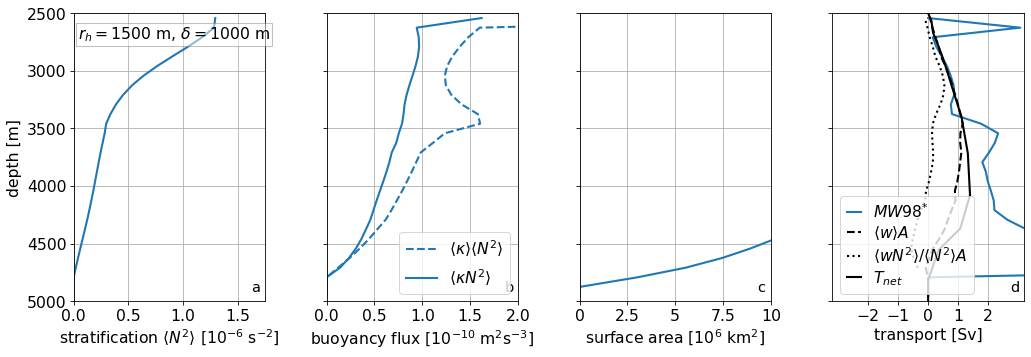 2500
3000
3500
4000
4500
5000
depth [m]
r_h = 1500 m, δ = 1000 m
a
0.0 0.5 1.0 1.5
stratification ⟨N²⟩ [10⁻⁶ s⁻²]
⟨κ⟩⟨N²⟩
⟨κN²⟩
b
0.0 0.5 1.0 1.5 2.0
buoyancy flux [10⁻¹⁰ m²s⁻³]
c
0 2.5 5.0 7.5 10
surface area [10⁶ km²]
MW98*
⟨w⟩A
⟨wN²⟩/⟨N²⟩A
T_net
d
−2 −1 0 1 2
transport [Sv]